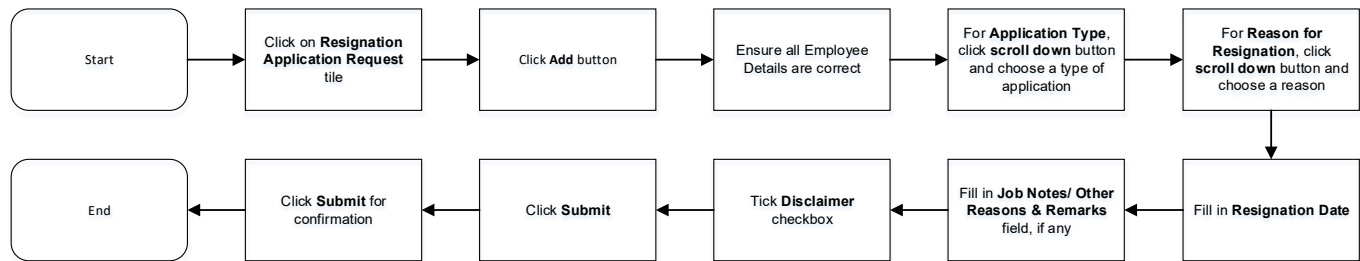 Start
Click on Resignation
Application Request
tile
Click Add button
Ensure all Employee
Details are correct
For Application Type,
click scroll down button
and choose a type of
application
For Reason for
Resignation, click
scroll down button and
choose a reason
Fill in Resignation Date
Fill in Job Notes/ Other
Reasons & Remarks
field, if any
Tick Disclaimer
checkbox
Click Submit
Click Submit for
confirmation
End